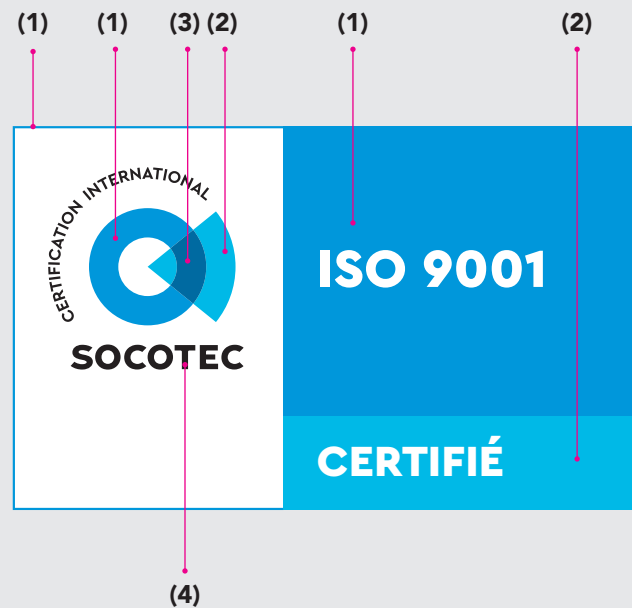 (1) (1) (3) (2) (1) (2)
CERTIFICATION INTERNATIONAL
SOCOTEC
ISO 9001
CERTIFIÉ
(4)